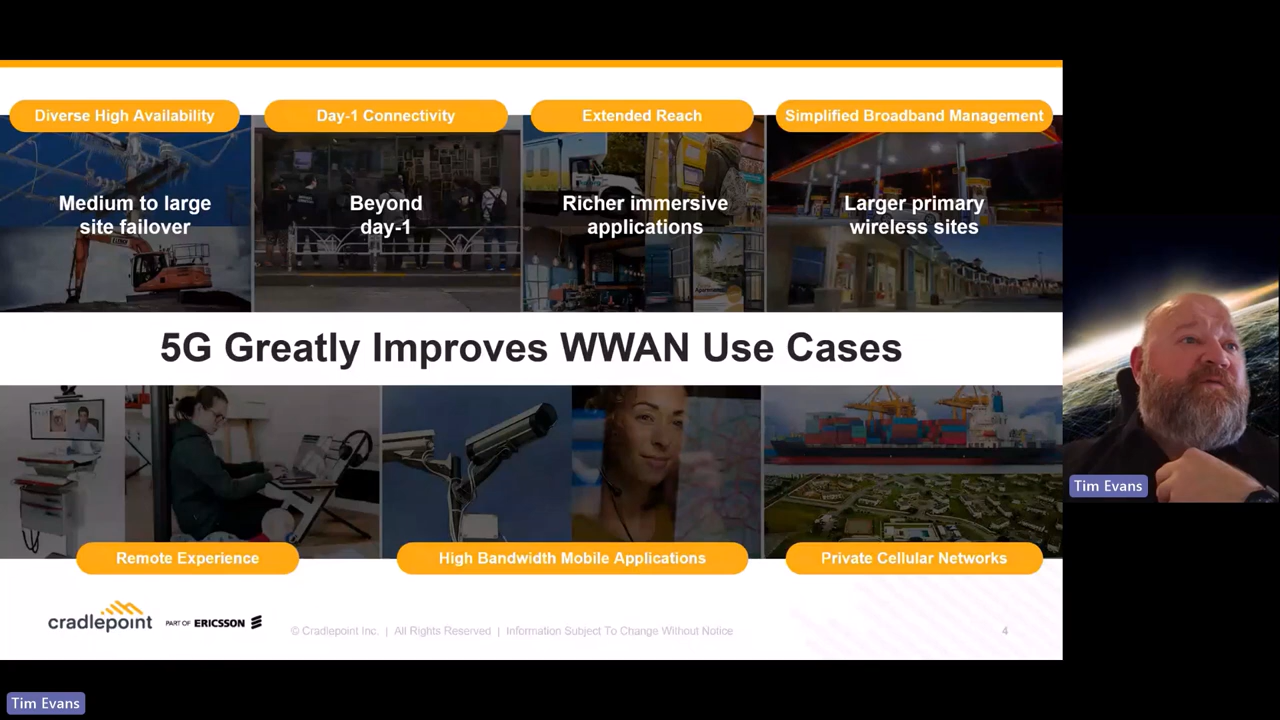 Diverse High Availability
Day-1 Connectivity
Extended Reach
Simplified Broadband Management
Medium to large
site failover
Beyond
day-1
Richer immersive
applications
Larger primary
wireless sites
5G Greatly Improves WWAN Use Cases
Remote Experience
High Bandwidth Mobile Applications
Private Cellular Networks
cradlepoint
PART OF ERICSSON
© Cradlepoint Inc. | All Rights Reserved | Information Subject To Change Without Notice
4
Tim Evans
Tim Evans